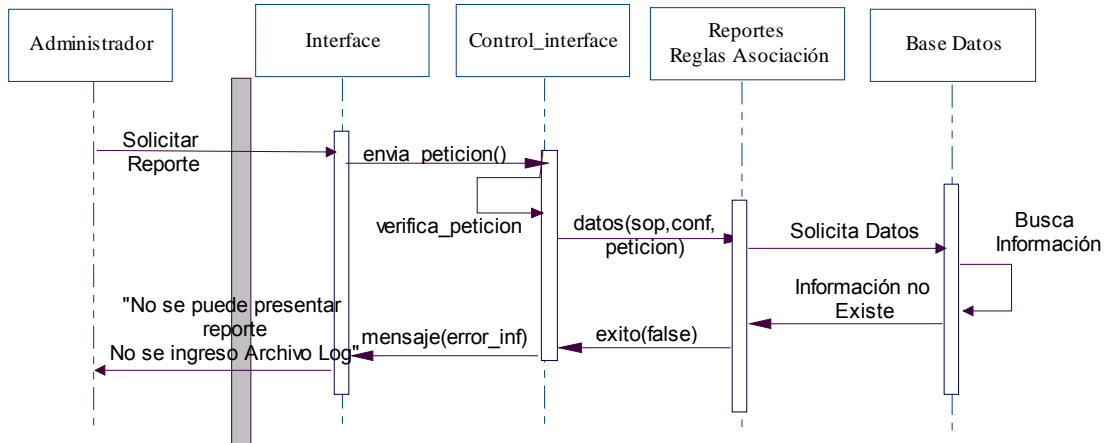 Administrador
Interface
Control_interface
Reportes
Reglas Asociación
Base Datos
Solicitar
Reporte
envia_peticion()
verifica_peticion
datos(sop,conf,
peticion)
Solicita Datos
Busca
Información
Información no
Existe
exito(false)
mensaje(error_inf)
"No se puede presentar
reporte
No se ingreso Archivo Log"